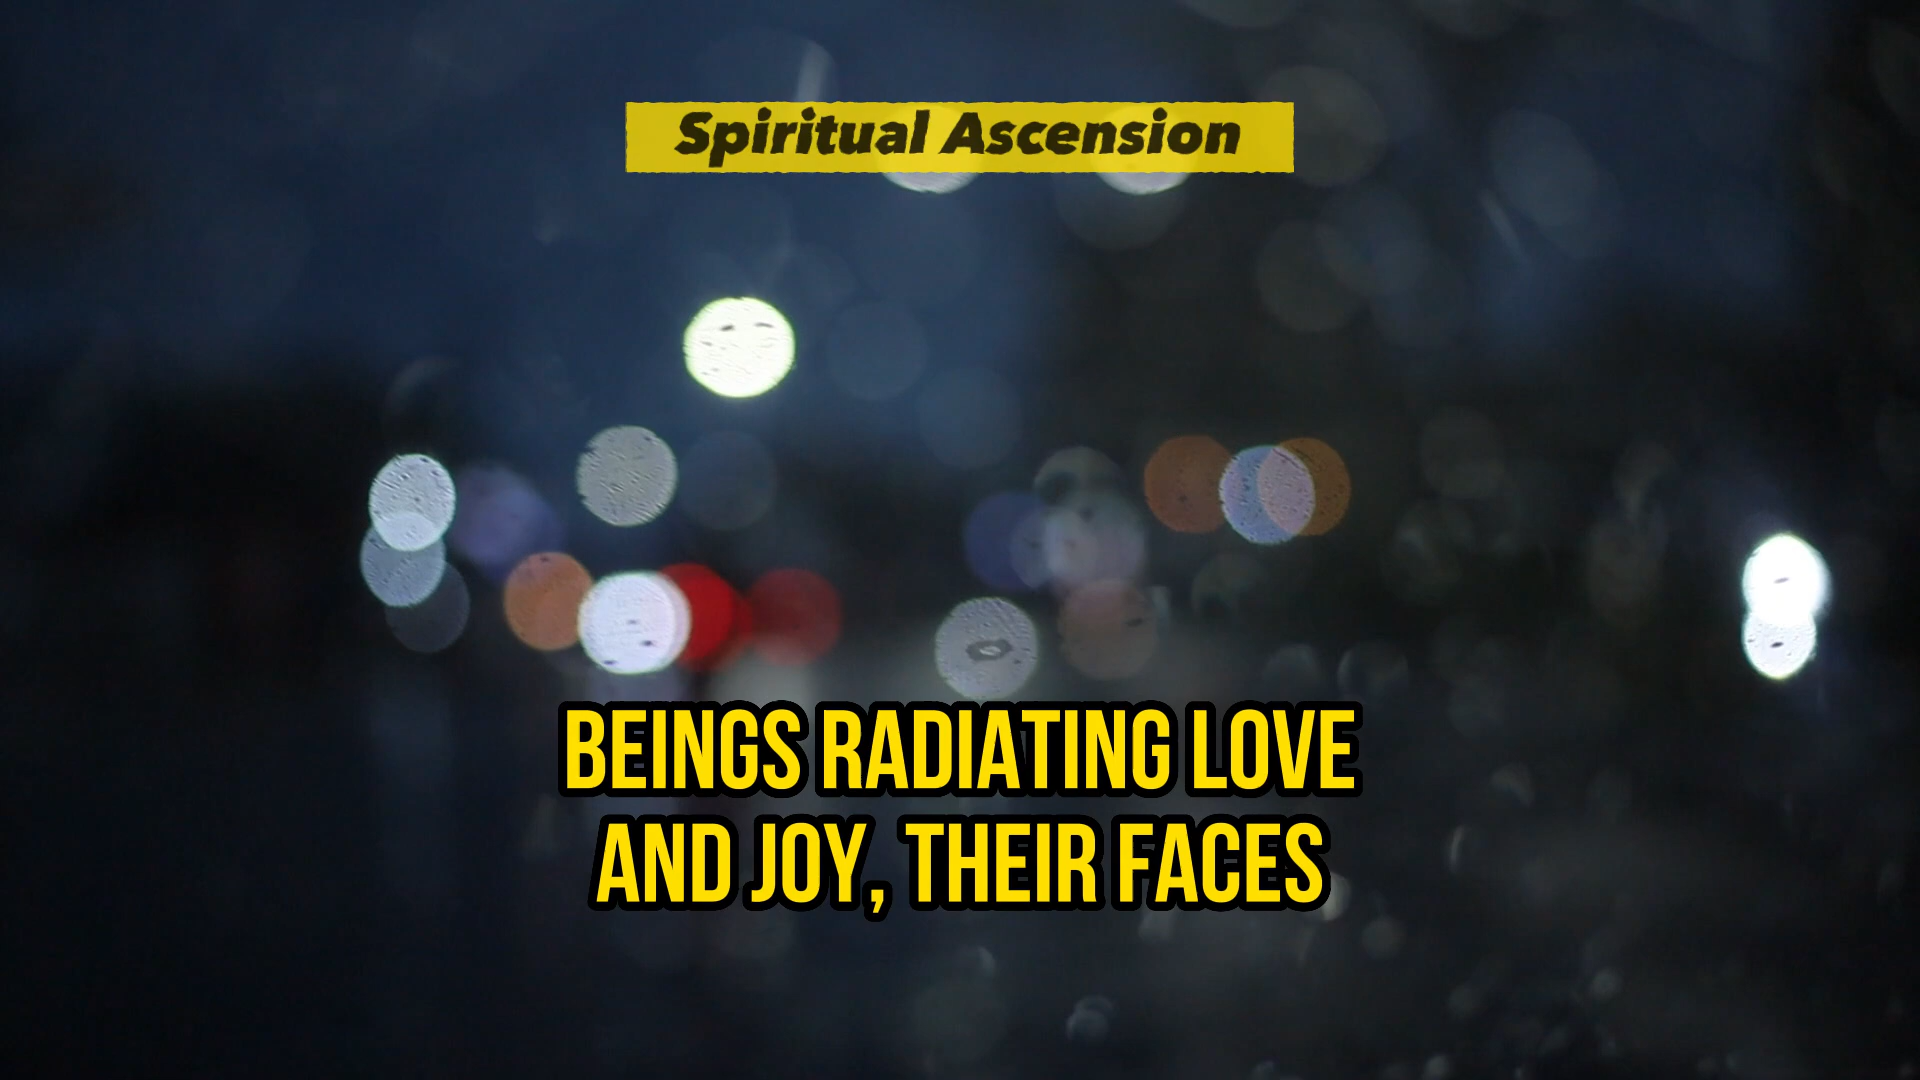 Spiritual Ascension
BEINGS RADIATING LOVE
AND JOY, THEIR FACES